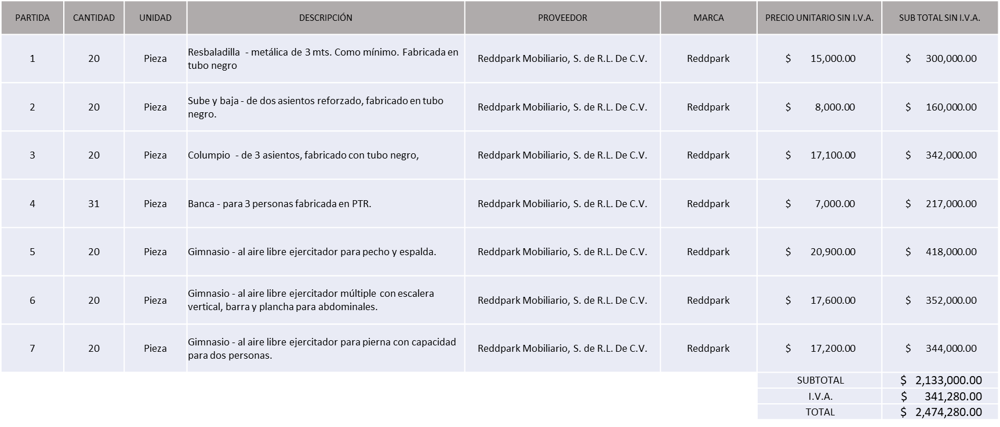 PARTIDA CANTIDAD UNIDAD DESCRIPCIÓN PROVEEDOR MARCA PRECIO UNITARIO SIN I.V.A. SUB TOTAL SIN I.V.A.
1 20 Pieza Resbaladilla - metálica de 3 mts. Como mínimo. Fabricada en
tubo negro Reddpark Mobiliario, S. de R.L. De C.V. Reddpark $ 15,000.00 $ 300,000.00
2 20 Pieza Sube y baja - de dos asientos reforzado, fabricado en tubo
negro. Reddpark Mobiliario, S. de R.L. De C.V. Reddpark $ 8,000.00 $ 160,000.00
3 20 Pieza Columpio - de 3 asientos, fabricado con tubo negro, Reddpark Mobiliario, S. de R.L. De C.V. Reddpark $ 17,100.00 $ 342,000.00
4 31 Pieza Banca - para 3 personas fabricada en PTR. Reddpark Mobiliario, S. de R.L. De C.V. Reddpark $ 7,000.00 $ 217,000.00
5 20 Pieza Gimnasio - al aire libre ejercitador para pecho y espalda. Reddpark Mobiliario, S. de R.L. De C.V. Reddpark $ 20,900.00 $ 418,000.00
6 20 Pieza Gimnasio - al aire libre ejercitador múltiple con escalera
vertical, barra y plancha para abdominales. Reddpark Mobiliario, S. de R.L. De C.V. Reddpark $ 17,600.00 $ 352,000.00
7 20 Pieza Gimnasio - al aire libre ejercitador para pierna con capacidad
para dos personas. Reddpark Mobiliario, S. de R.L. De C.V. Reddpark $ 17,200.00 $ 344,000.00
SUBTOTAL $ 2,133,000.00
I.V.A. $ 341,280.00
TOTAL $ 2,474,280.00